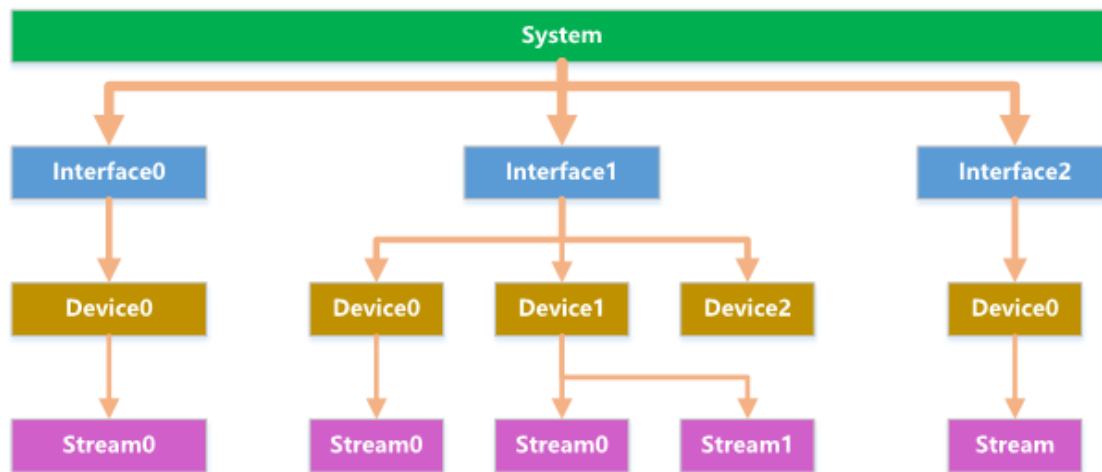 System
Interface0
Interface1
Interface2
Device0
Device0
Device1
Device2
Device0
Stream0
Stream0
Stream0
Stream1
Stream